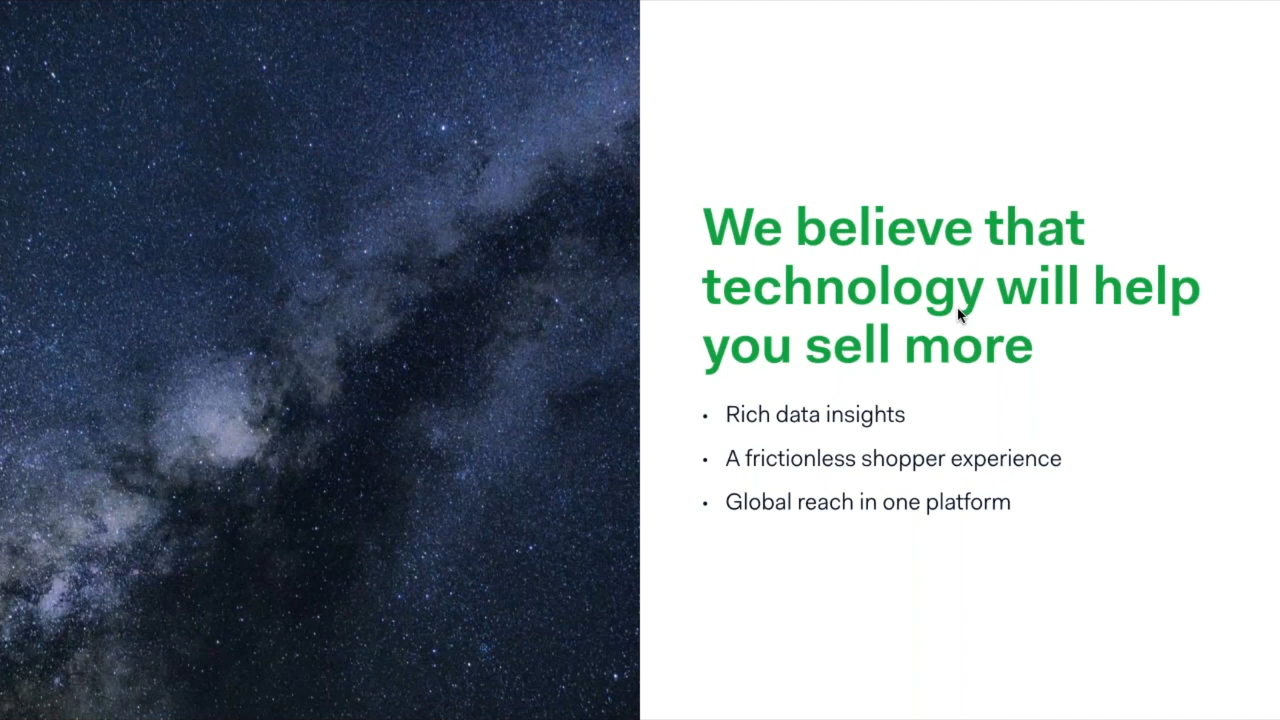 We believe that
technology will help
you sell more
• Rich data insights
• A frictionless shopper experience
• Global reach in one platform